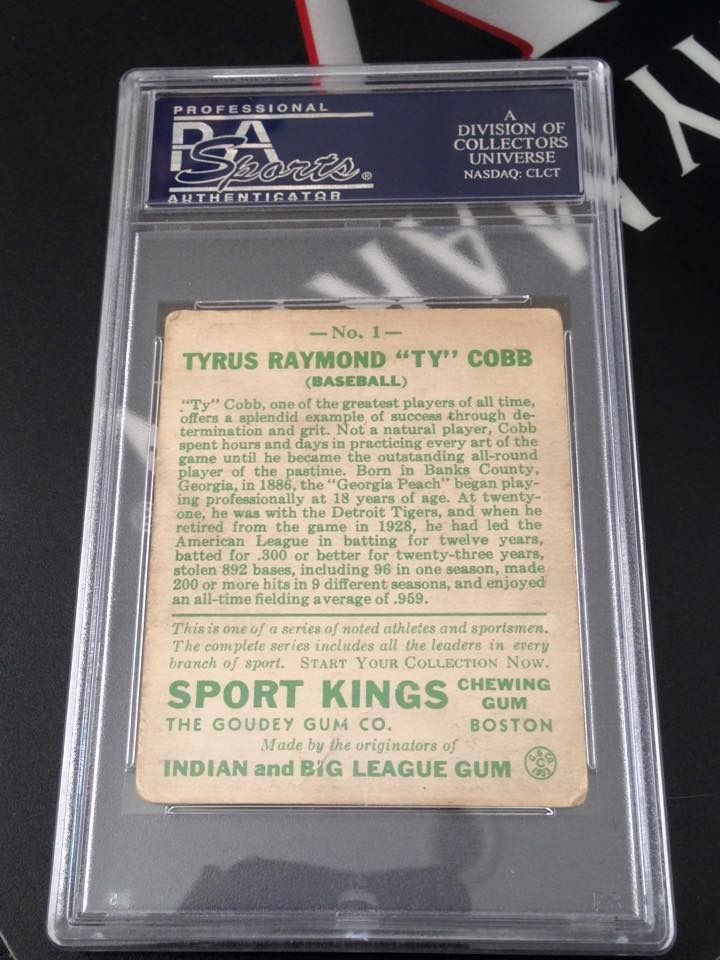 PROFESSIONAL
PSA
Sports®
AUTHENTICATOR
A
DIVISION OF
COLLECTORS
UNIVERSE
NASDAQ: CLCT
—No. 1—
TYRUS RAYMOND “TY” COBB
(BASEBALL)
“Ty” Cobb, one of the greatest players of all time,
offers a splendid example of success through de-
termination and grit. Not a natural player, Cobb
spent hours and days in practicing every art of the
game until he became the outstanding all-round
player of the pastime. Born in Banks County,
Georgia, in 1886, the “Georgia Peach” began play-
ing professionally at 18 years of age. At twenty-
one, he was with the Detroit Tigers, and when he
retired from the game in 1928, he had led the
American League in batting for twelve years,
batted for .300 or better for twenty-three years,
stolen 892 bases, including 96 in one season, made
200 or more hits in 9 different seasons, and enjoyed
an all-time fielding average of .959.
This is one of a series of noted athletes and sportsmen.
The complete series includes all the leaders in every
branch of sport. START YOUR COLLECTION NOW.
SPORT KINGS CHEWING GUM
THE GOUDEY GUM CO. BOSTON
Made by the originators of
INDIAN and BIG LEAGUE GUM